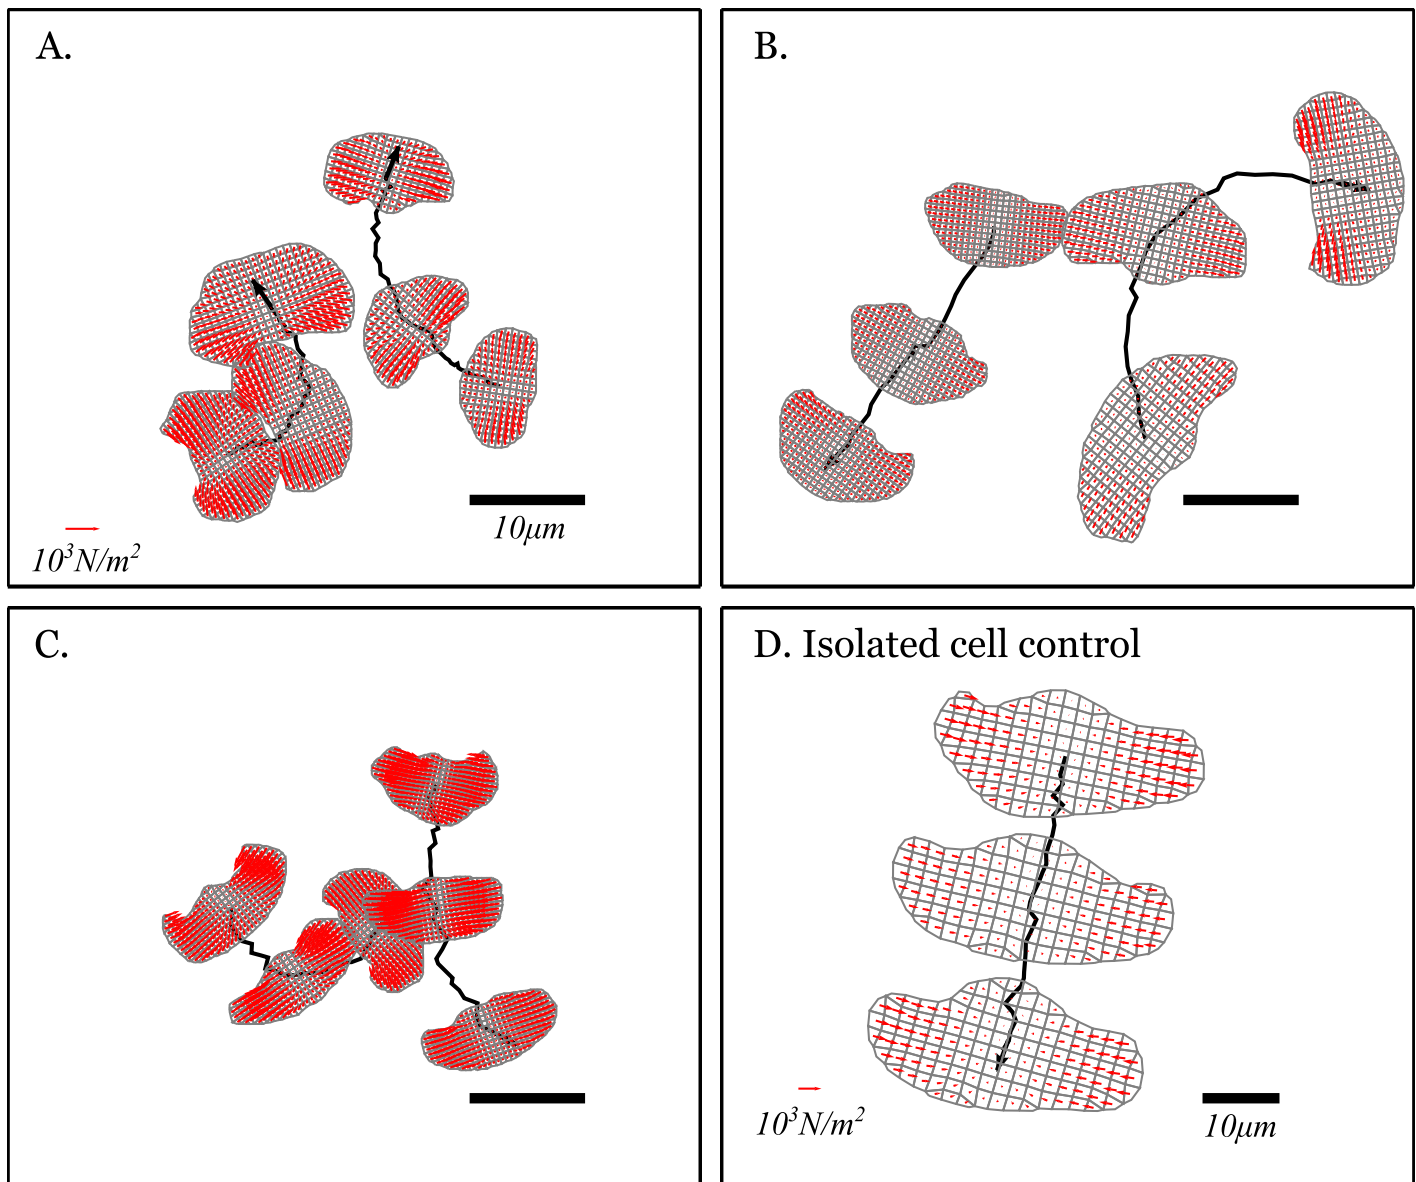 A.
B.
10μm
10³N/m²
C.
D. Isolated cell control
10³N/m²
10μm